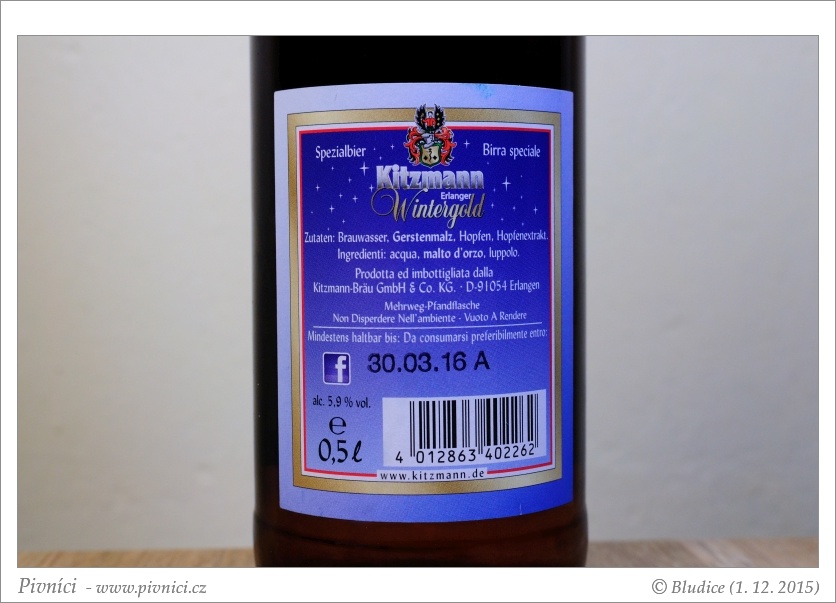 Spezialbier Birra speciale
Kitzmann
Erlanger
Wintergold
Zutaten: Brauwasser, Gerstenmalz, Hopfen, Hopfenextrakt.
Ingredienti: acqua, malto d'orzo, luppolo.
Prodotta ed imbottigliata dalla
Kitzmann-Bräu GmbH & Co. KG. · D-91054 Erlangen
Mehrweg-Pfandflasche
Non Disperdere Nell'ambiente - Vuoto A Rendere
Mindestens haltbar bis: Da consumarsi preferibilmente entro:
f 30.03.16 A
alc. 5,9 % vol.
e
0,5 ℓ
4 012863 402262
www.kitzmann.de
Pivníci - www.pivnici.cz © Bludice (1. 12. 2015)